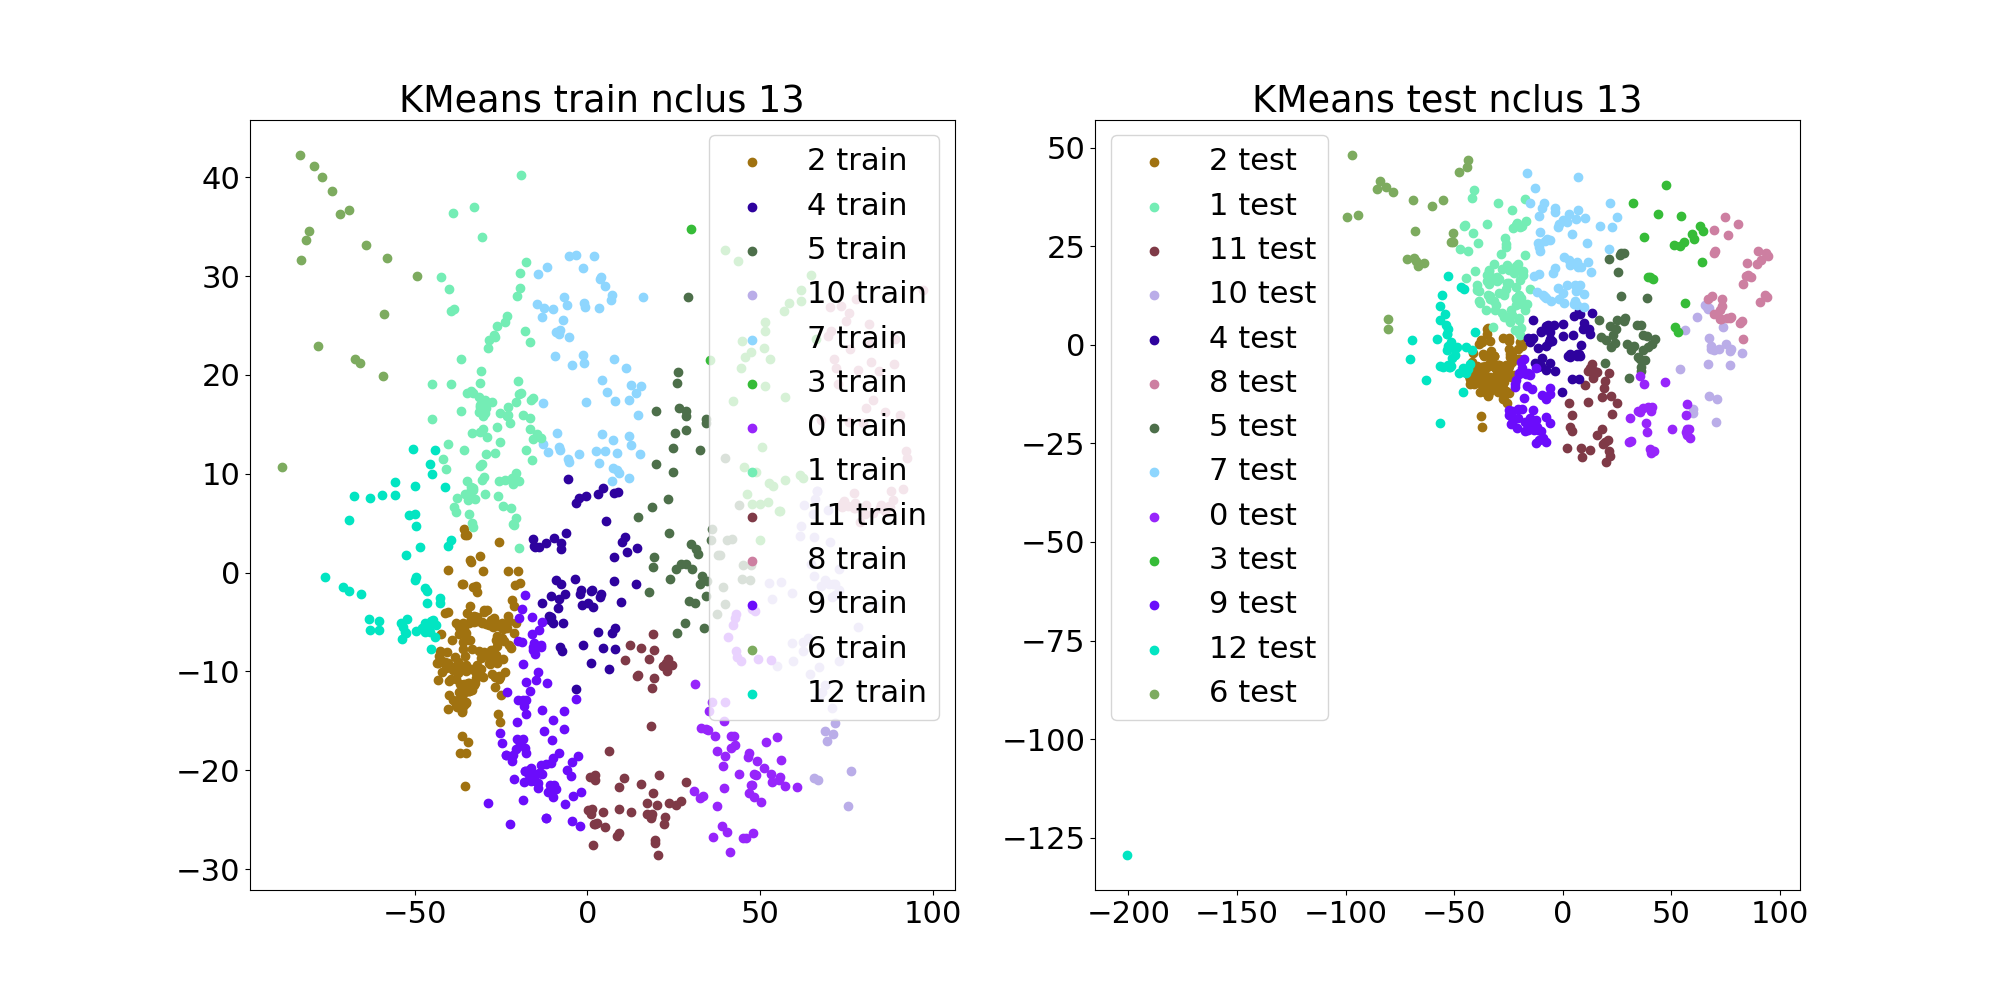 KMeans train nclus 13
40
30
20
10
0
−10
−20
−30
−50
0
50
100
2 train
4 train
5 train
10 train
7 train
3 train
0 train
1 train
11 train
8 train
9 train
6 train
12 train
KMeans test nclus 13
50
25
0
−25
−50
−75
−100
−125
−200
−150
−100
−50
0
50
100
2 test
1 test
11 test
10 test
4 test
8 test
5 test
7 test
0 test
3 test
9 test
12 test
6 test